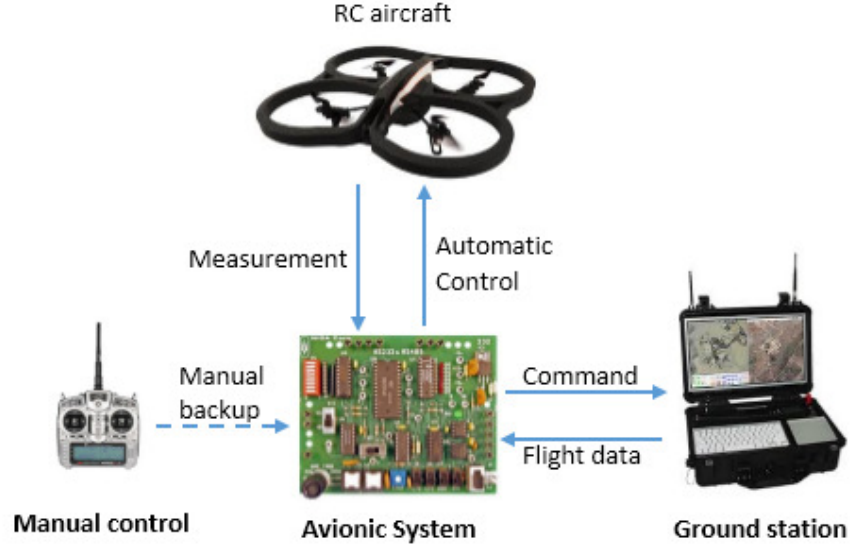 RC aircraft
Measurement
Automatic
Control
Manual
backup
Command
Flight data
Manual control
Avionic System
Ground station